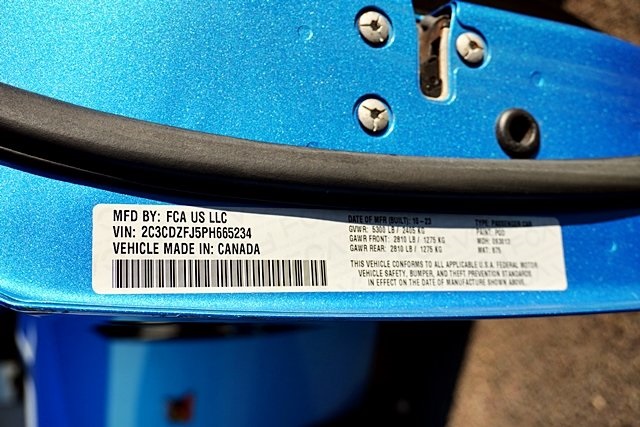 MFD BY: FCA US LLC
VIN: 2C3CDZFJ5PH665234
VEHICLE MADE IN: CANADA
DATE OF MFR (BUILT): 10-23
GVWR: 5300 LB / 2405 KG
GAWR FRONT: 2810 LB / 1275 KG
GAWR REAR: 2810 LB / 1275 KG
TYPE: PASSENGER CAR
PAINT: PQD
MDH:
THIS VEHICLE CONFORMS TO ALL APPLICABLE U.S.A. FEDERAL MOTOR
VEHICLE SAFETY, BUMPER, AND THEFT PREVENTION STANDARDS
IN EFFECT ON THE DATE OF MANUFACTURE SHOWN ABOVE.